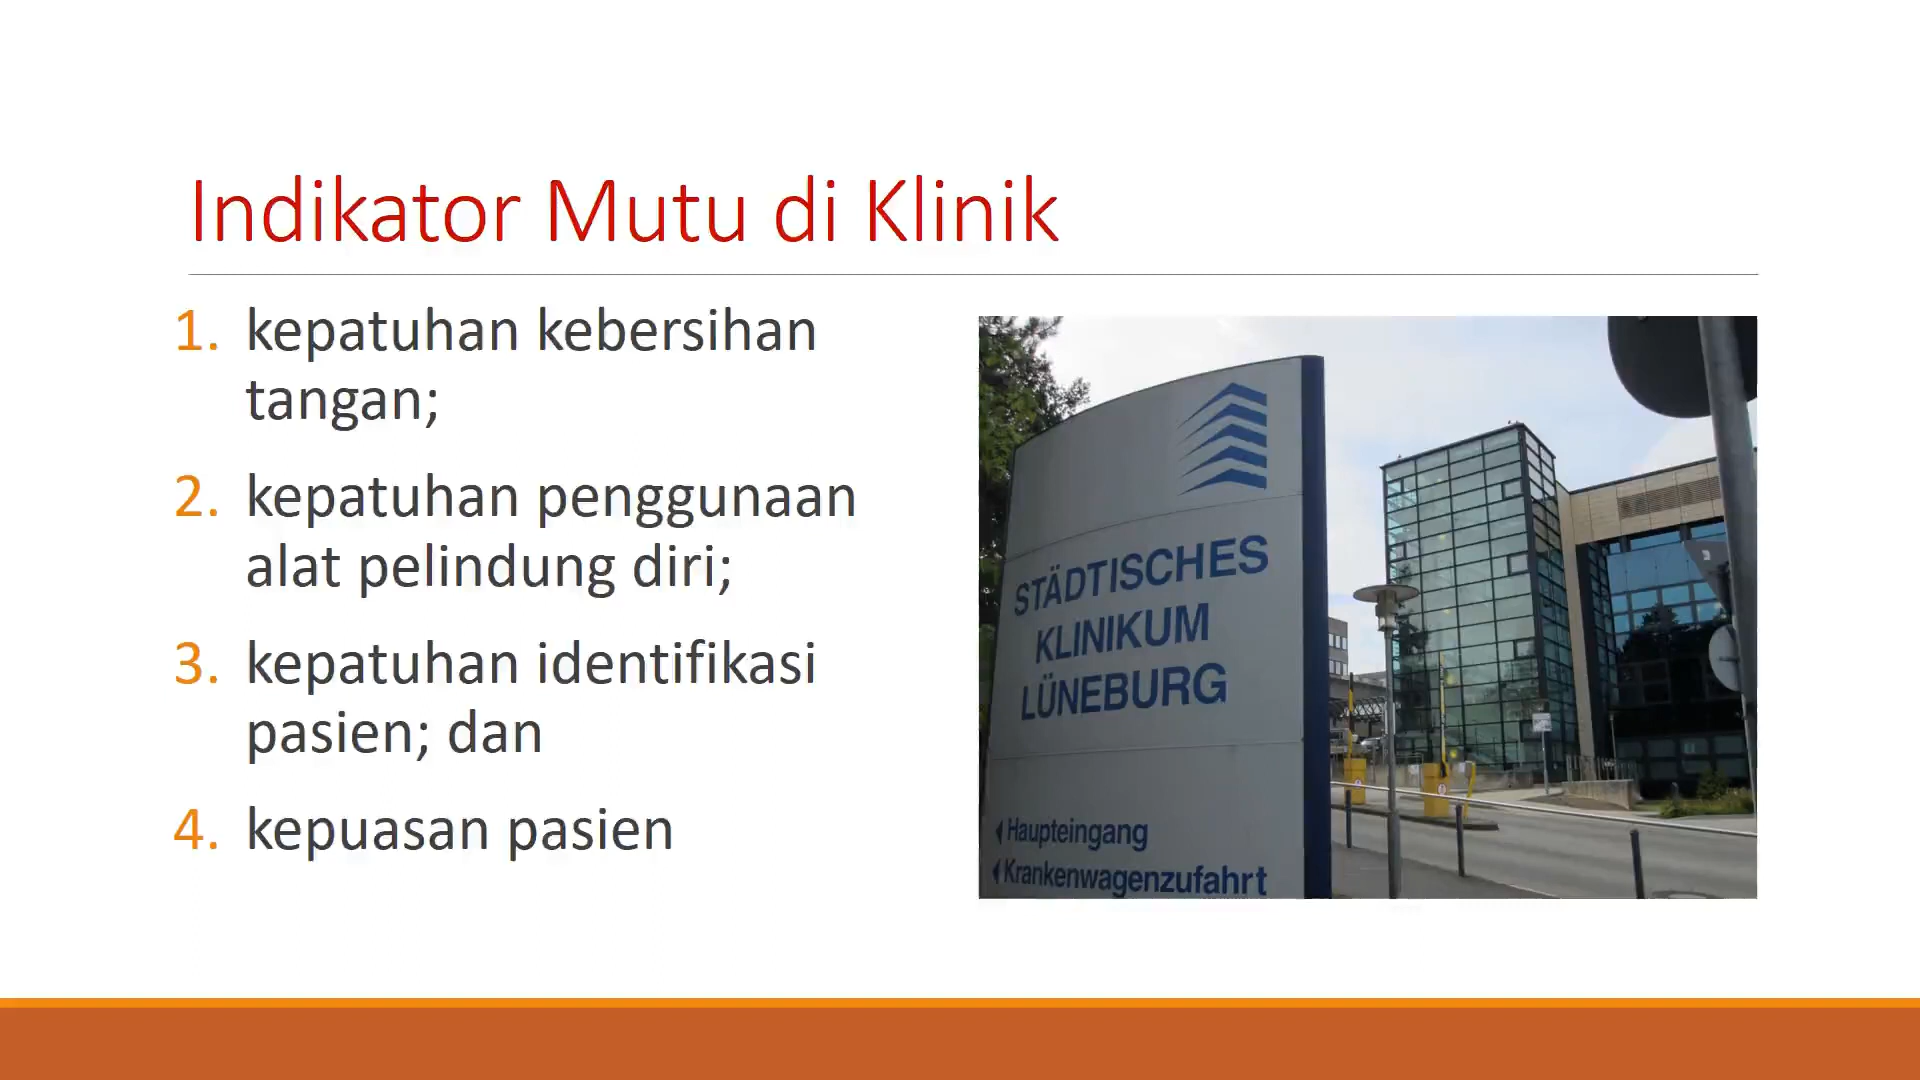 Indikator Mutu di Klinik
1. kepatuhan kebersihan
tangan;
2. kepatuhan penggunaan
alat pelindung diri;
3. kepatuhan identifikasi
pasien; dan
4. kepuasan pasien
STÄDTISCHES
KLINIKUM
LÜNEBURG
Haupteingang
Krankenwagenzufahrt